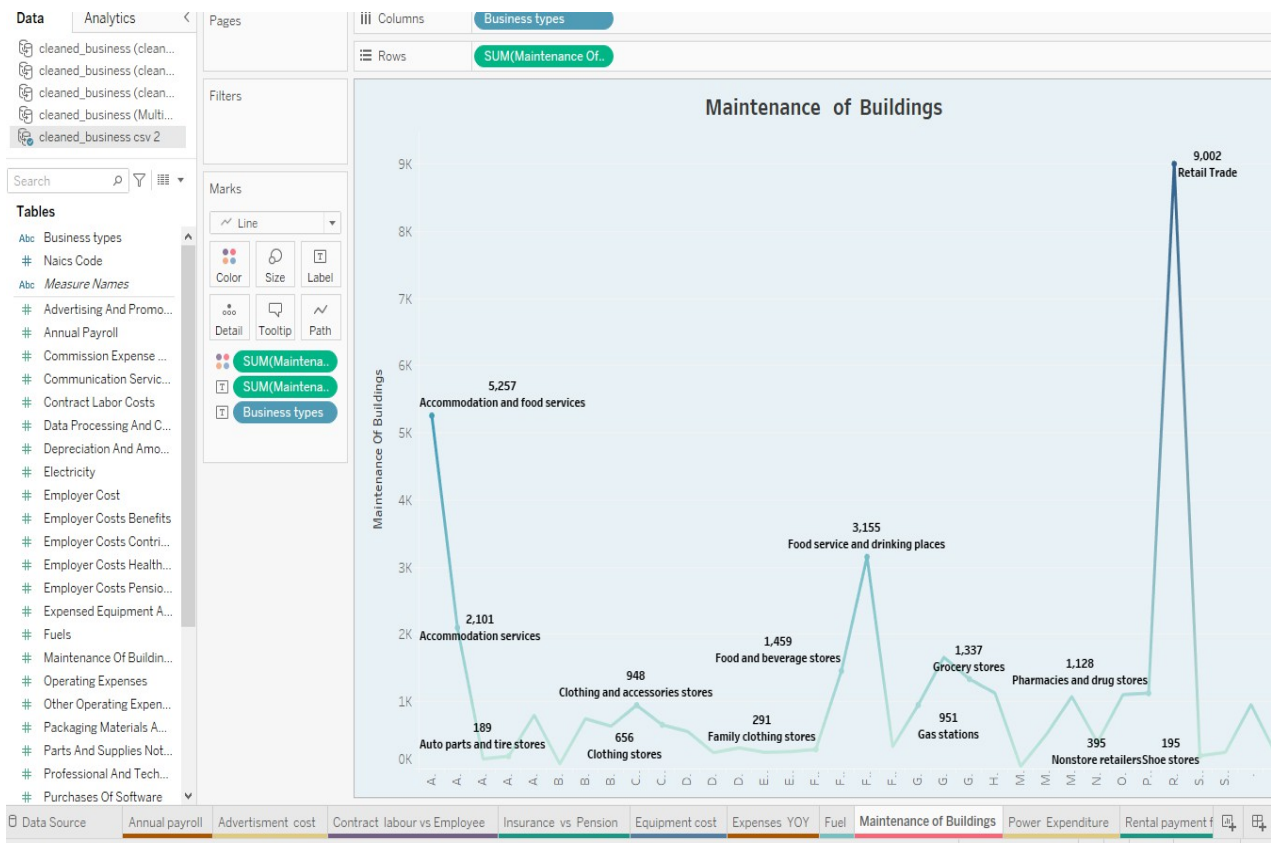 Data
Analytics
Pages
Columns
Business types
cleaned_business (clean...
cleaned_business (clean...
cleaned_business (clean...
cleaned_business (Multi...
cleaned_business csv 2
Rows
SUM(Maintenance Of..
Filters
Search
Marks
Line
Color
Size
Label
Detail
Tooltip
Path
SUM(Maintena..
SUM(Maintena..
Business types
Tables
Abc Business types
# Naics Code
Abc Measure Names
# Advertising And Promo...
# Annual Payroll
# Commission Expense ...
# Communication Servic...
# Contract Labor Costs
# Data Processing And C...
# Depreciation And Amo...
# Electricity
# Employer Cost
# Employer Costs Benefits
# Employer Costs Contri...
# Employer Costs Health...
# Employer Costs Pensio...
# Expensed Equipment A...
# Fuels
# Maintenance Of Buildin...
# Operating Expenses
# Other Operating Expen...
# Packaging Materials A...
# Parts And Supplies Not...
# Professional And Tech...
# Purchases Of Software
Maintenance of Buildings
Maintenance Of Buildings
9K
8K
7K
6K
5K
4K
3K
2K
1K
0K
9,002
Retail Trade
5,257
Accommodation and food services
3,155
Food service and drinking places
2,101
Accommodation services
1,459
Food and beverage stores
1,337
Grocery stores
1,128
Pharmacies and drug stores
948
Clothing and accessories stores
189
Auto parts and tire stores
656
Clothing stores
291
Family clothing stores
951
Gas stations
395
Nonstore retailers
195
Shoe stores
A.. A.. A.. A.. A.. B.. B.. B.. C.. C.. D.. D.. D.. E.. E.. F.. F.. F.. F.. G.. G.. G.. H.. M.. M.. M.. N.. O.. P.. R.. S.. S..
Data Source
Annual payroll
Advertisment cost
Contract labour vs Employee
Insurance vs Pension
Equipment cost
Expenses YOY
Fuel
Maintenance of Buildings
Power Expenditure
Rental payment f